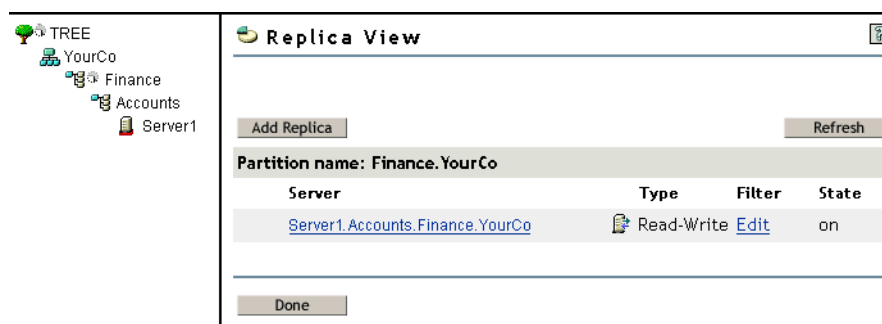 TREE
YourCo
Finance
Accounts
Server1
Replica View
?
Add Replica
Refresh
Partition name: Finance.YourCo
Server Type Filter State
Server1.Accounts.Finance.YourCo Read-Write Edit on
Done